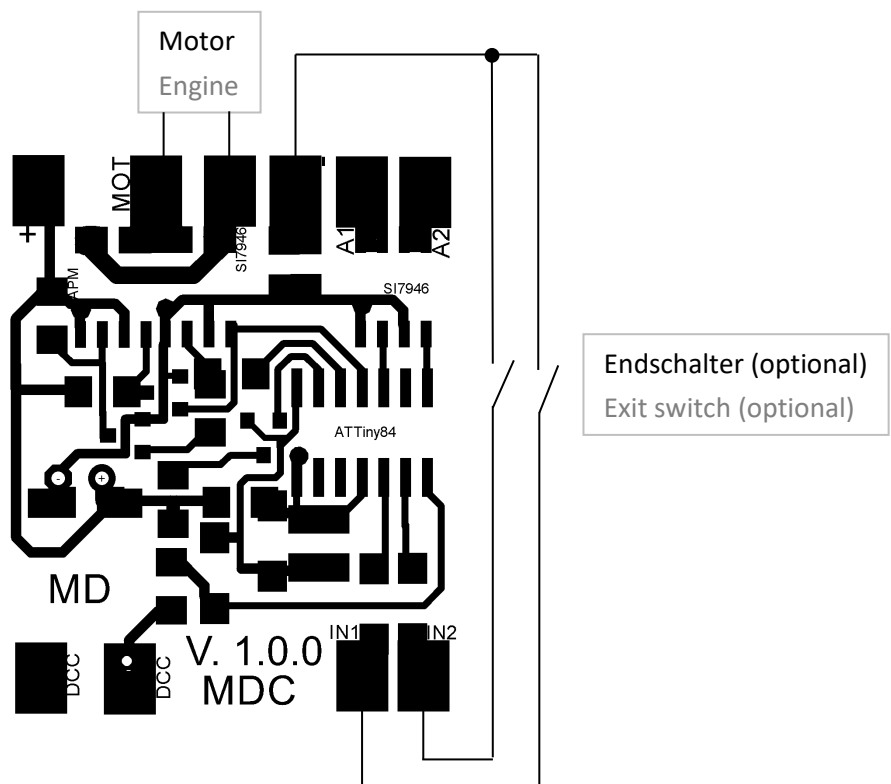 Motor
Engine
MOT
+
A1
A2
SI7946
APM
SI7946
Endschalter (optional)
Exit switch (optional)
ATTiny84
- +
MD
IN1
IN2
V. 1.0.0
MDC
DCC
DCC